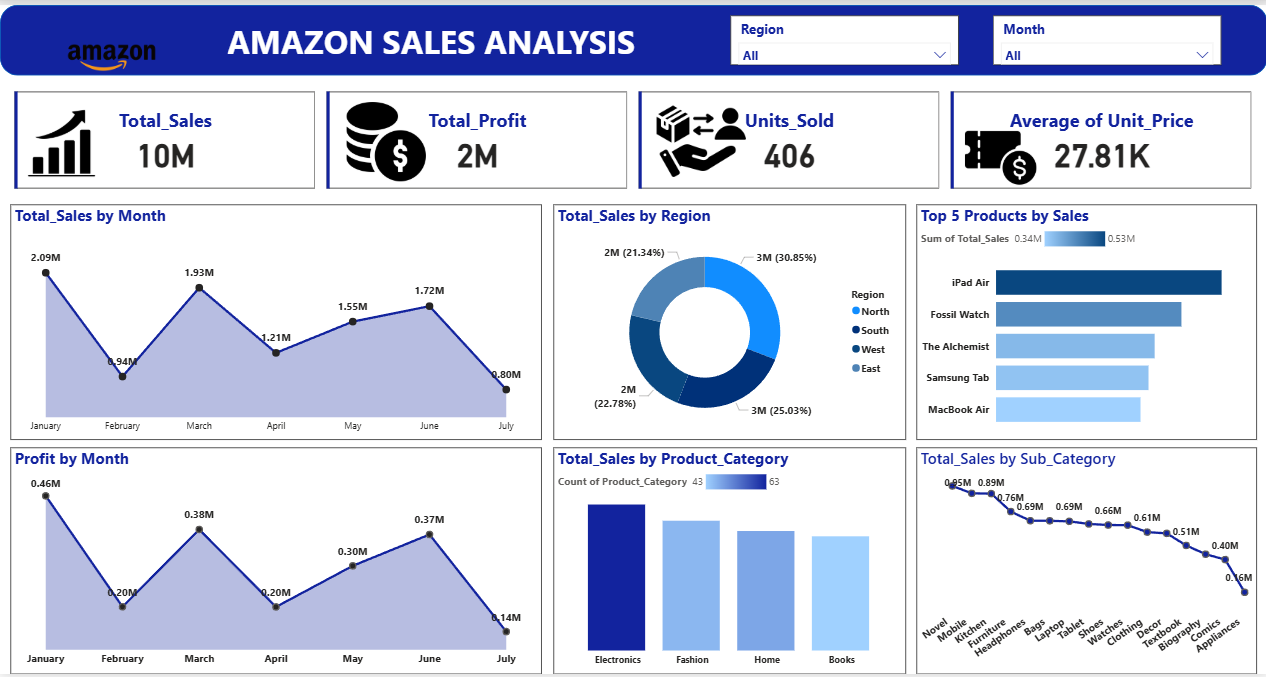 amazon
AMAZON SALES ANALYSIS
Region
All
Month
All
Total_Sales
10M
Total_Profit
2M
Units_Sold
406
Average of Unit_Price
27.81K
Total_Sales by Month
2.09M
0.94M
1.93M
1.21M
1.55M
1.72M
0.80M
January February March April May June July
Total_Sales by Region
2M (21.34%)
3M (30.85%)
2M
(22.78%)
3M (25.03%)
Region
North
South
West
East
Top 5 Products by Sales
Sum of Total_Sales 0.34M 0.53M
iPad Air
Fossil Watch
The Alchemist
Samsung Tab
MacBook Air
Profit by Month
0.46M
0.20M
0.38M
0.20M
0.30M
0.37M
0.14M
January February March April May June July
Total_Sales by Product_Category
Count of Product_Category 43 63
Electronics Fashion Home Books
Total_Sales by Sub_Category
0.95M
0.89M
0.76M
0.69M
0.69M
0.66M
0.61M
0.51M
0.40M
0.16M
Novel
Mobile
Kitchen
Furniture
Headphones
Bags
Laptop
Tablet
Shoes
Watches
Clothing
Decor
Textbook
Biography
Comics
Appliances